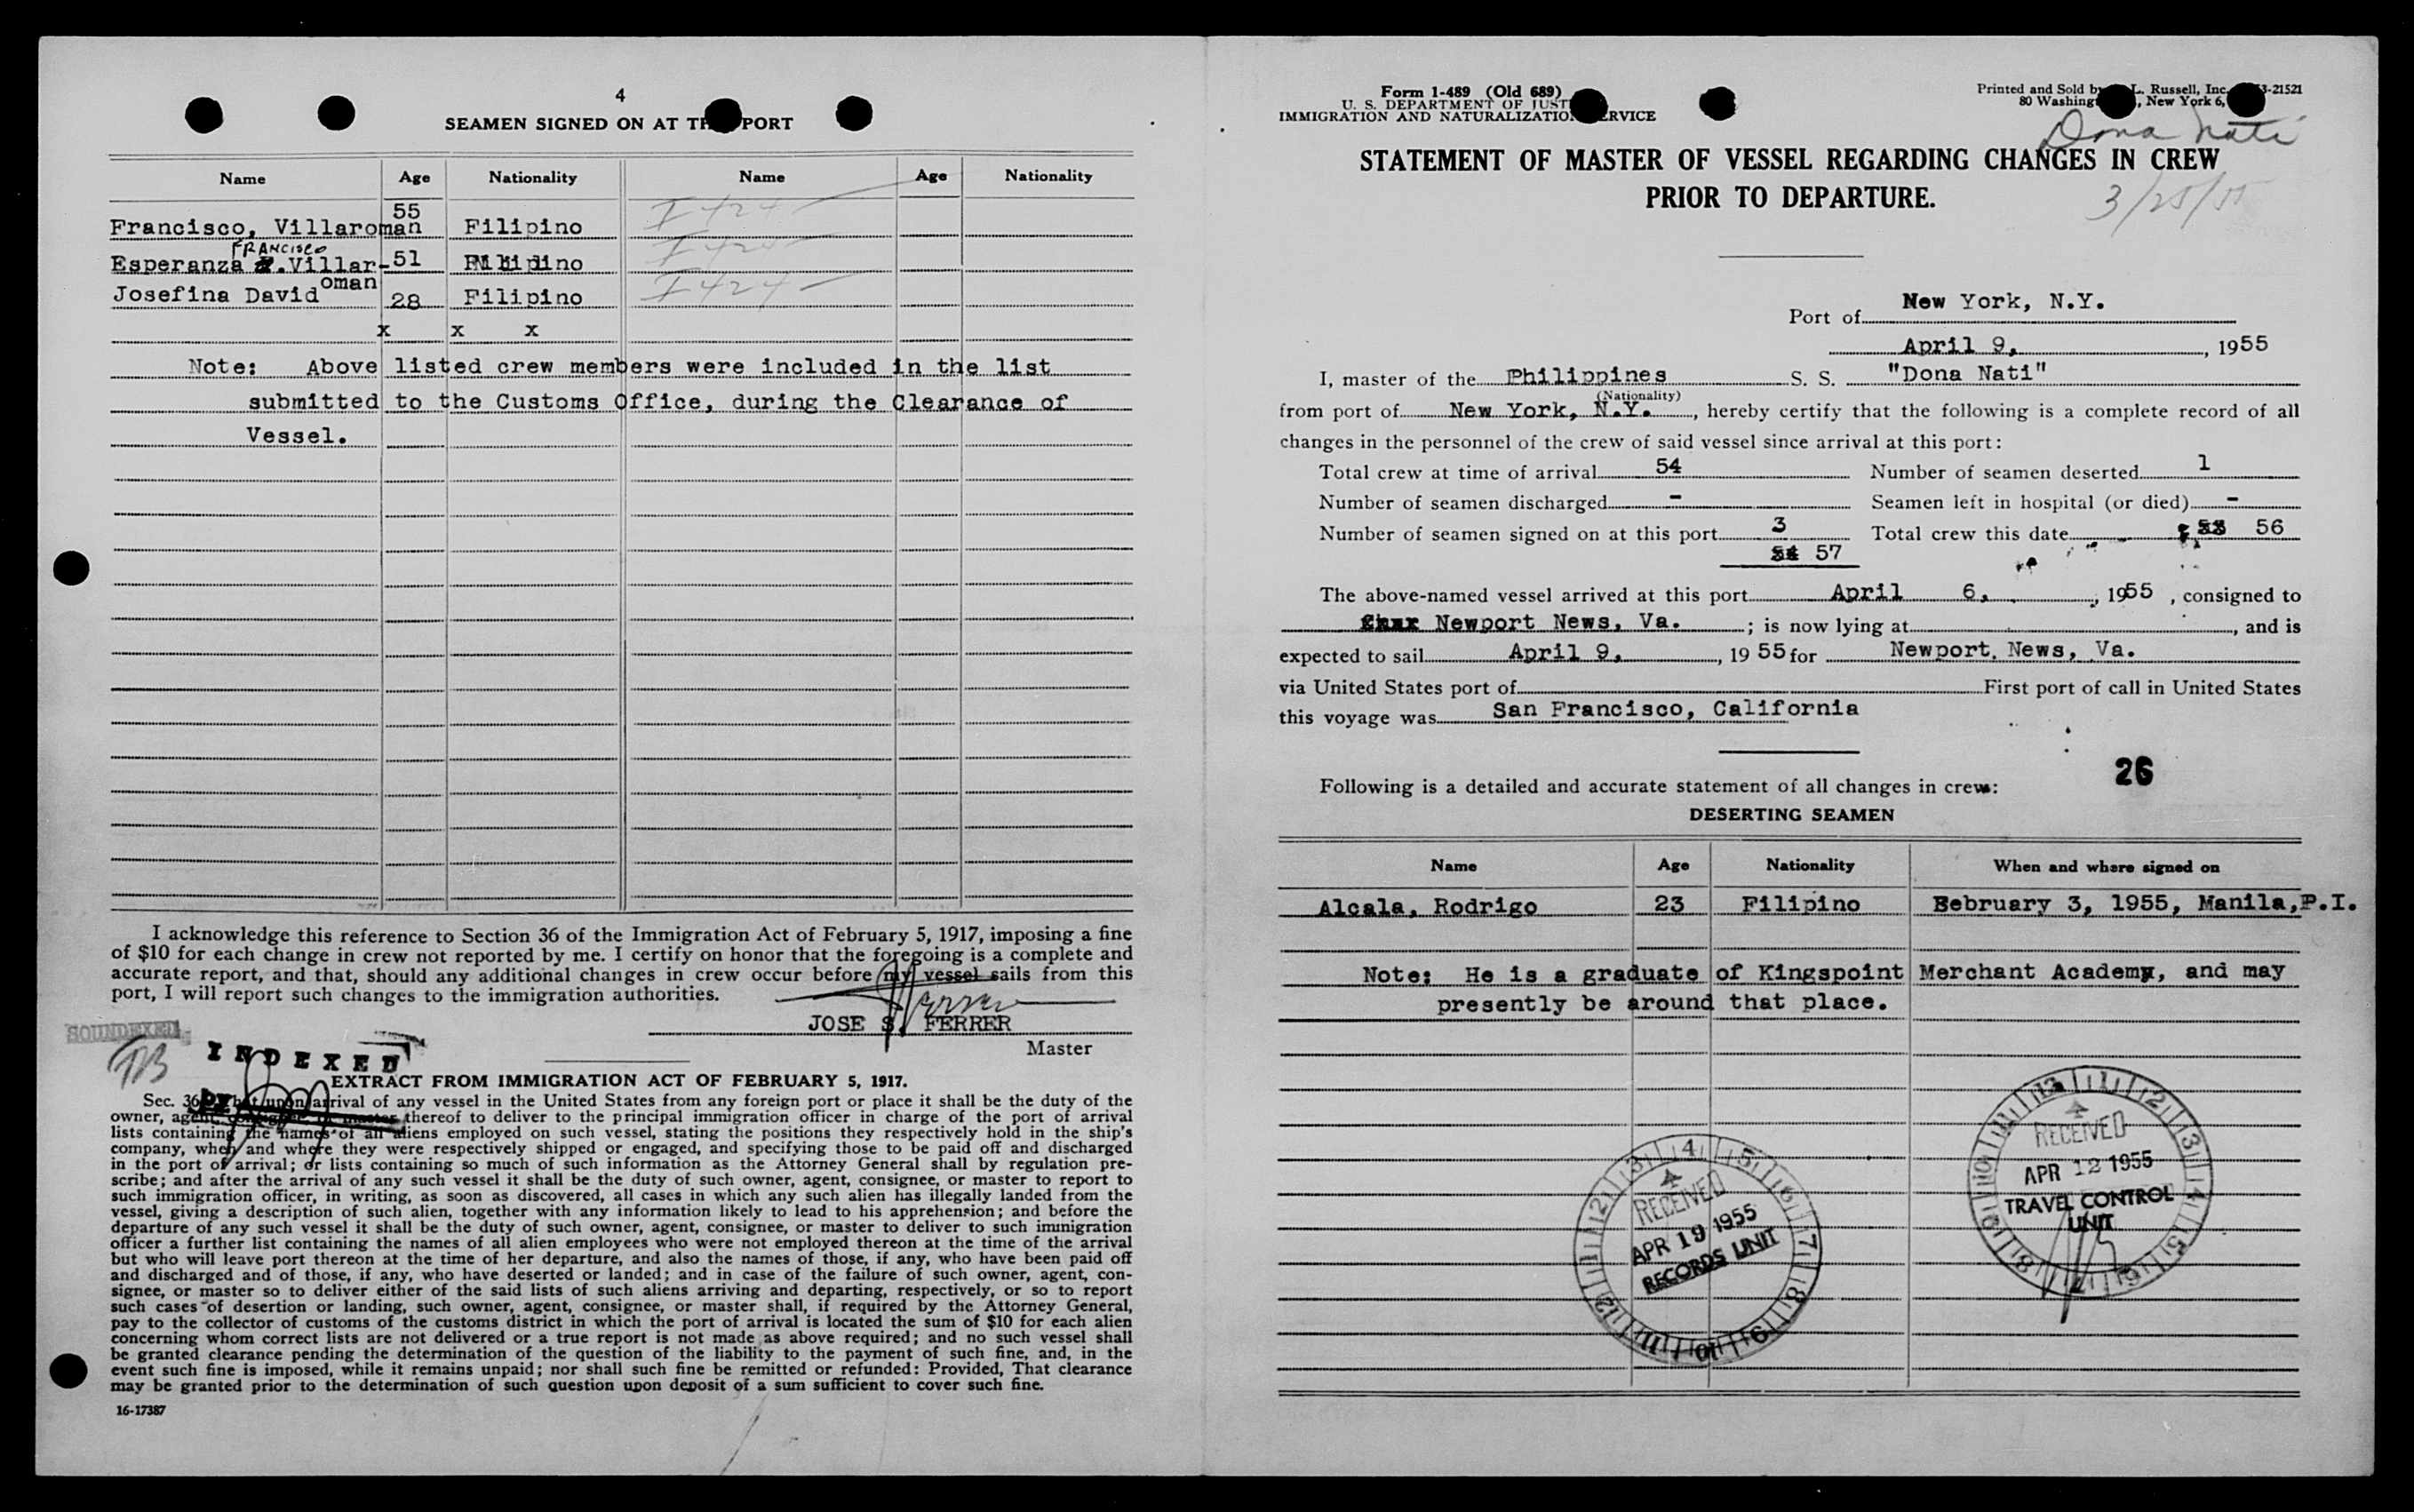 4
SEAMEN SIGNED ON AT TH PORT
Name Age Nationality Name Age Nationality
Francisco, Villaroman 55 Filipino I 424
FRANCISCO
Esperanza .Villar- 51 Filipino I 424
oman
Josefina David 28 Filipino I 424
x x x
Note: Above listed crew members were included in the list
submitted to the Customs Office, during the Clearance of
Vessel.
I acknowledge this reference to Section 36 of the Immigration Act of February 5, 1917, imposing a fine
of $10 for each change in crew not reported by me. I certify on honor that the foregoing is a complete and
accurate report, and that, should any additional changes in crew occur before my vessel sails from this
port, I will report such changes to the immigration authorities.
JOSE S. FERRER
Master
SOUNDEXED
TB
INDEXED
BY
EXTRACT FROM IMMIGRATION ACT OF FEBRUARY 5, 1917.
Sec. 36. That upon arrival of any vessel in the United States from any foreign port or place it shall be the duty of the
owner, agent, consignee, or master thereof to deliver to the principal immigration officer in charge of the port of arrival
lists containing the names of all aliens employed on such vessel, stating the positions they respectively hold in the ship's
company, when and where they were respectively shipped or engaged, and specifying those to be paid off and discharged
in the port of arrival; or lists containing so much of such information as the Attorney General shall by regulation pre-
scribe; and after the arrival of any such vessel it shall be the duty of such owner, agent, consignee, or master to report to
such immigration officer, in writing, as soon as discovered, all cases in which any such alien has illegally landed from the
vessel, giving a description of such alien, together with any information likely to lead to his apprehension; and before the
departure of any such vessel it shall be the duty of such owner, agent, consignee, or master to deliver to such imunigration
officer a further list containing the names of all alien employees who were not employed thereon at the time of the arrival
but who will leave port thereon at the time of her departure, and also the names of those, if any, who have been paid off
and discharged and of those, if any, who have deserted or landed; and in case of the failure of such owner, agent, con-
signee, or master so to deliver either of the said lists of such aliens arriving and departing, respectively, or so to report
such cases of desertion or landing, such owner, agent, consignee, or master shall, if required by the Attorney General,
pay to the collector of customs of the customs district in which the port of arrival is located the sum of $10 for each alien
concerning whom correct lists are not delivered or a true report is not made as above required; and no such vessel shall
be granted clearance pending the determination of the question of the liability to the payment of such fine, and, in the
event such fine is imposed, while it remains unpaid; nor shall such fine be remitted or refunded: Provided, That clearance
may be granted prior to the determination of such question upon deposit of a sum sufficient to cover such fine.
16-17387
Form 1-489 (Old 689)
U. S. DEPARTMENT OF JUST
IMMIGRATION AND NATURALIZATIO RVICE
Printed and Sold by L. Russell, Inc. 3-21521
80 Washing , New York 6,
Dona Nati
STATEMENT OF MASTER OF VESSEL REGARDING CHANGES IN CREW
PRIOR TO DEPARTURE.
3/25/55
Port of New York, N.Y.
April 9, , 1955
I, master of the Philippines S. S. "Dona Nati"
(Nationality)
from port of New York, N.Y. , hereby certify that the following is a complete record of all
changes in the personnel of the crew of said vessel since arrival at this port:
Total crew at time of arrival 54 Number of seamen deserted 1
Number of seamen discharged - Seamen left in hospital (or died) -
Number of seamen signed on at this port 3 Total crew this date 53 56
54 57
The above-named vessel arrived at this port April 6, , 1955 , consigned to
Newport News, Va. ; is now lying at , and is
expected to sail April 9, , 19 55 for Newport News, Va.
via United States port of First port of call in United States
this voyage was San Francisco, California
26
Following is a detailed and accurate statement of all changes in crew:
DESERTING SEAMEN
Name Age Nationality When and where signed on
Alcala, Rodrigo 23 Filipino Bebruary 3, 1955, Manila,P.I.
Note: He is a graduate of Kingspoint Merchant Academy, and may
presently be around that place.
RECEIVED
APR 12 1955
TRAVEL CONTROL
UNIT
RECEIVED
APR 19 1955
RECORDS UNIT